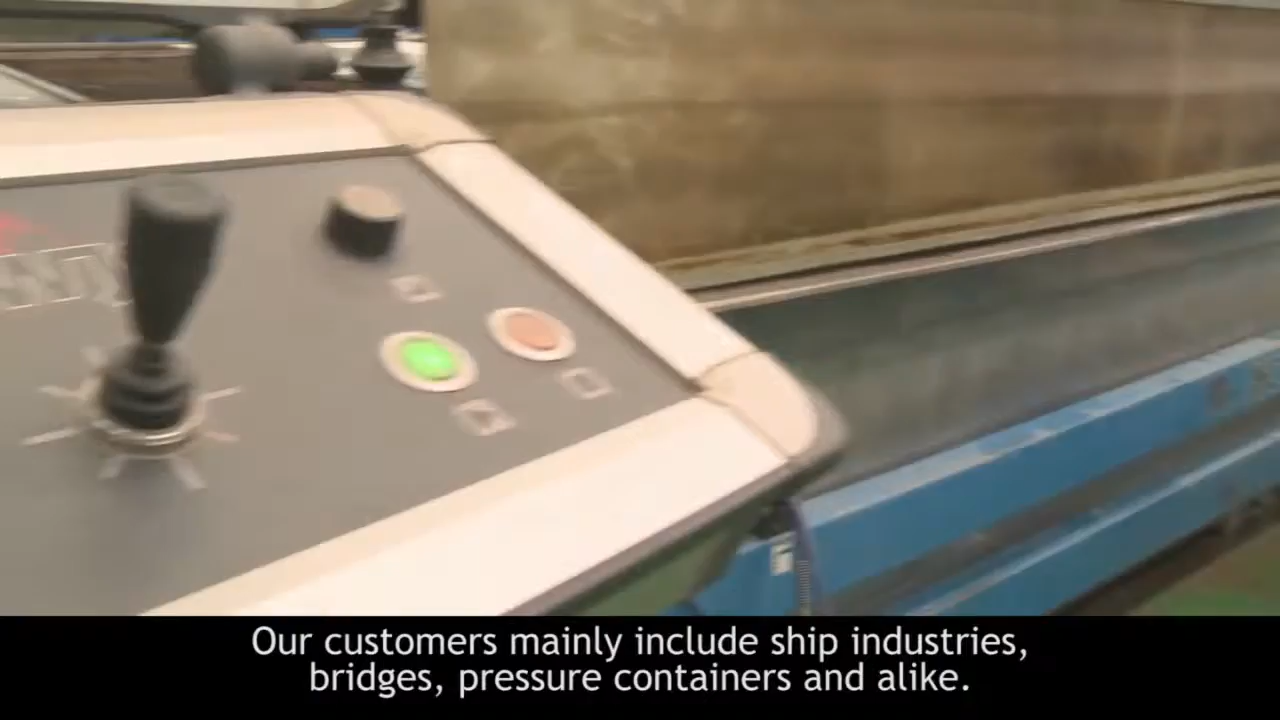 Our customers mainly include ship industries,
bridges, pressure containers and alike.